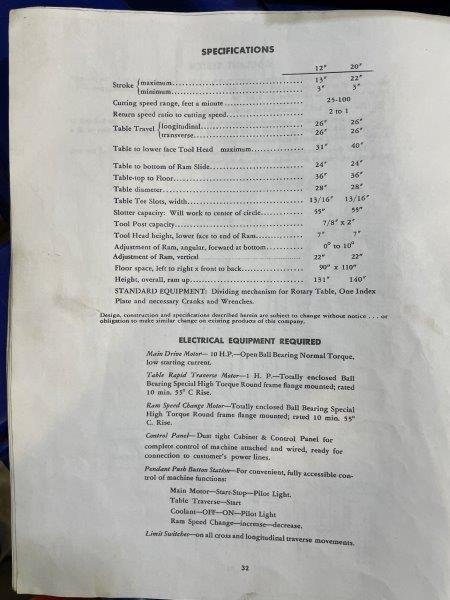 SPECIFICATIONS
12" 20"
Stroke { maximum 13" 22"
minimum 3" 3"
Cutting speed range, feet a minute 25-100
Return speed ratio to cutting speed 2 to 1
Table Travel { longitudinal 26" 26"
transverse 26" 26"
Table to lower face Tool Head maximum 31" 40"
Table to bottom of Ram Slide 24" 24"
Table-top to Floor 36" 36"
Table diameter 28" 28"
Table Tee Slots, width 13/16" 13/16"
Slotter capacity: Will work to center of circle 55" 55"
Tool Post capacity 7/8" x 2"
Tool Head height, lower face to end of Ram 7" 7"
Adjustment of Ram, angular, forward at bottom 0° to 10°
Adjustment of Ram, vertical 22" 22"
Floor space, left to right x front to back 90" x 110"
Height, overall, ram up 131" 140"
STANDARD EQUIPMENT: Dividing mechanism for Rotary Table, One Index
Plate and necessary Cranks and Wrenches.
Design, construction and specifications described herein are subject to change without notice . . . or
obligation to make similar change on existing products of this company.
ELECTRICAL EQUIPMENT REQUIRED
Main Drive Motor— 10 H.P.—Open Ball Bearing Normal Torque,
low starting current.
Table Rapid Traverse Motor—1 H. P.—Totally enclosed Ball
Bearing Special High Torque Round frame flange mounted; rated
10 min. 55° C Rise.
Ram Speed Change Motor—Totally enclosed Ball Bearing Special
High Torque Round frame flange mounted; rated 10 min. 55°
C. Rise.
Control Panel— Dust tight Cabinet & Control Panel for
complete control of machine attached and wired, ready for
connection to customer's power lines.
Pendant Push Button Station—For convenient, fully accessible con-
trol of machine functions:
Main Motor—Start-Stop—Pilot Light.
Table Traverse—Start
Coolant—OFF—ON—Pilot Light
Ram Speed Change—increase—decrease.
Limit Switches—on all cross and longitudinal traverse movements.
32